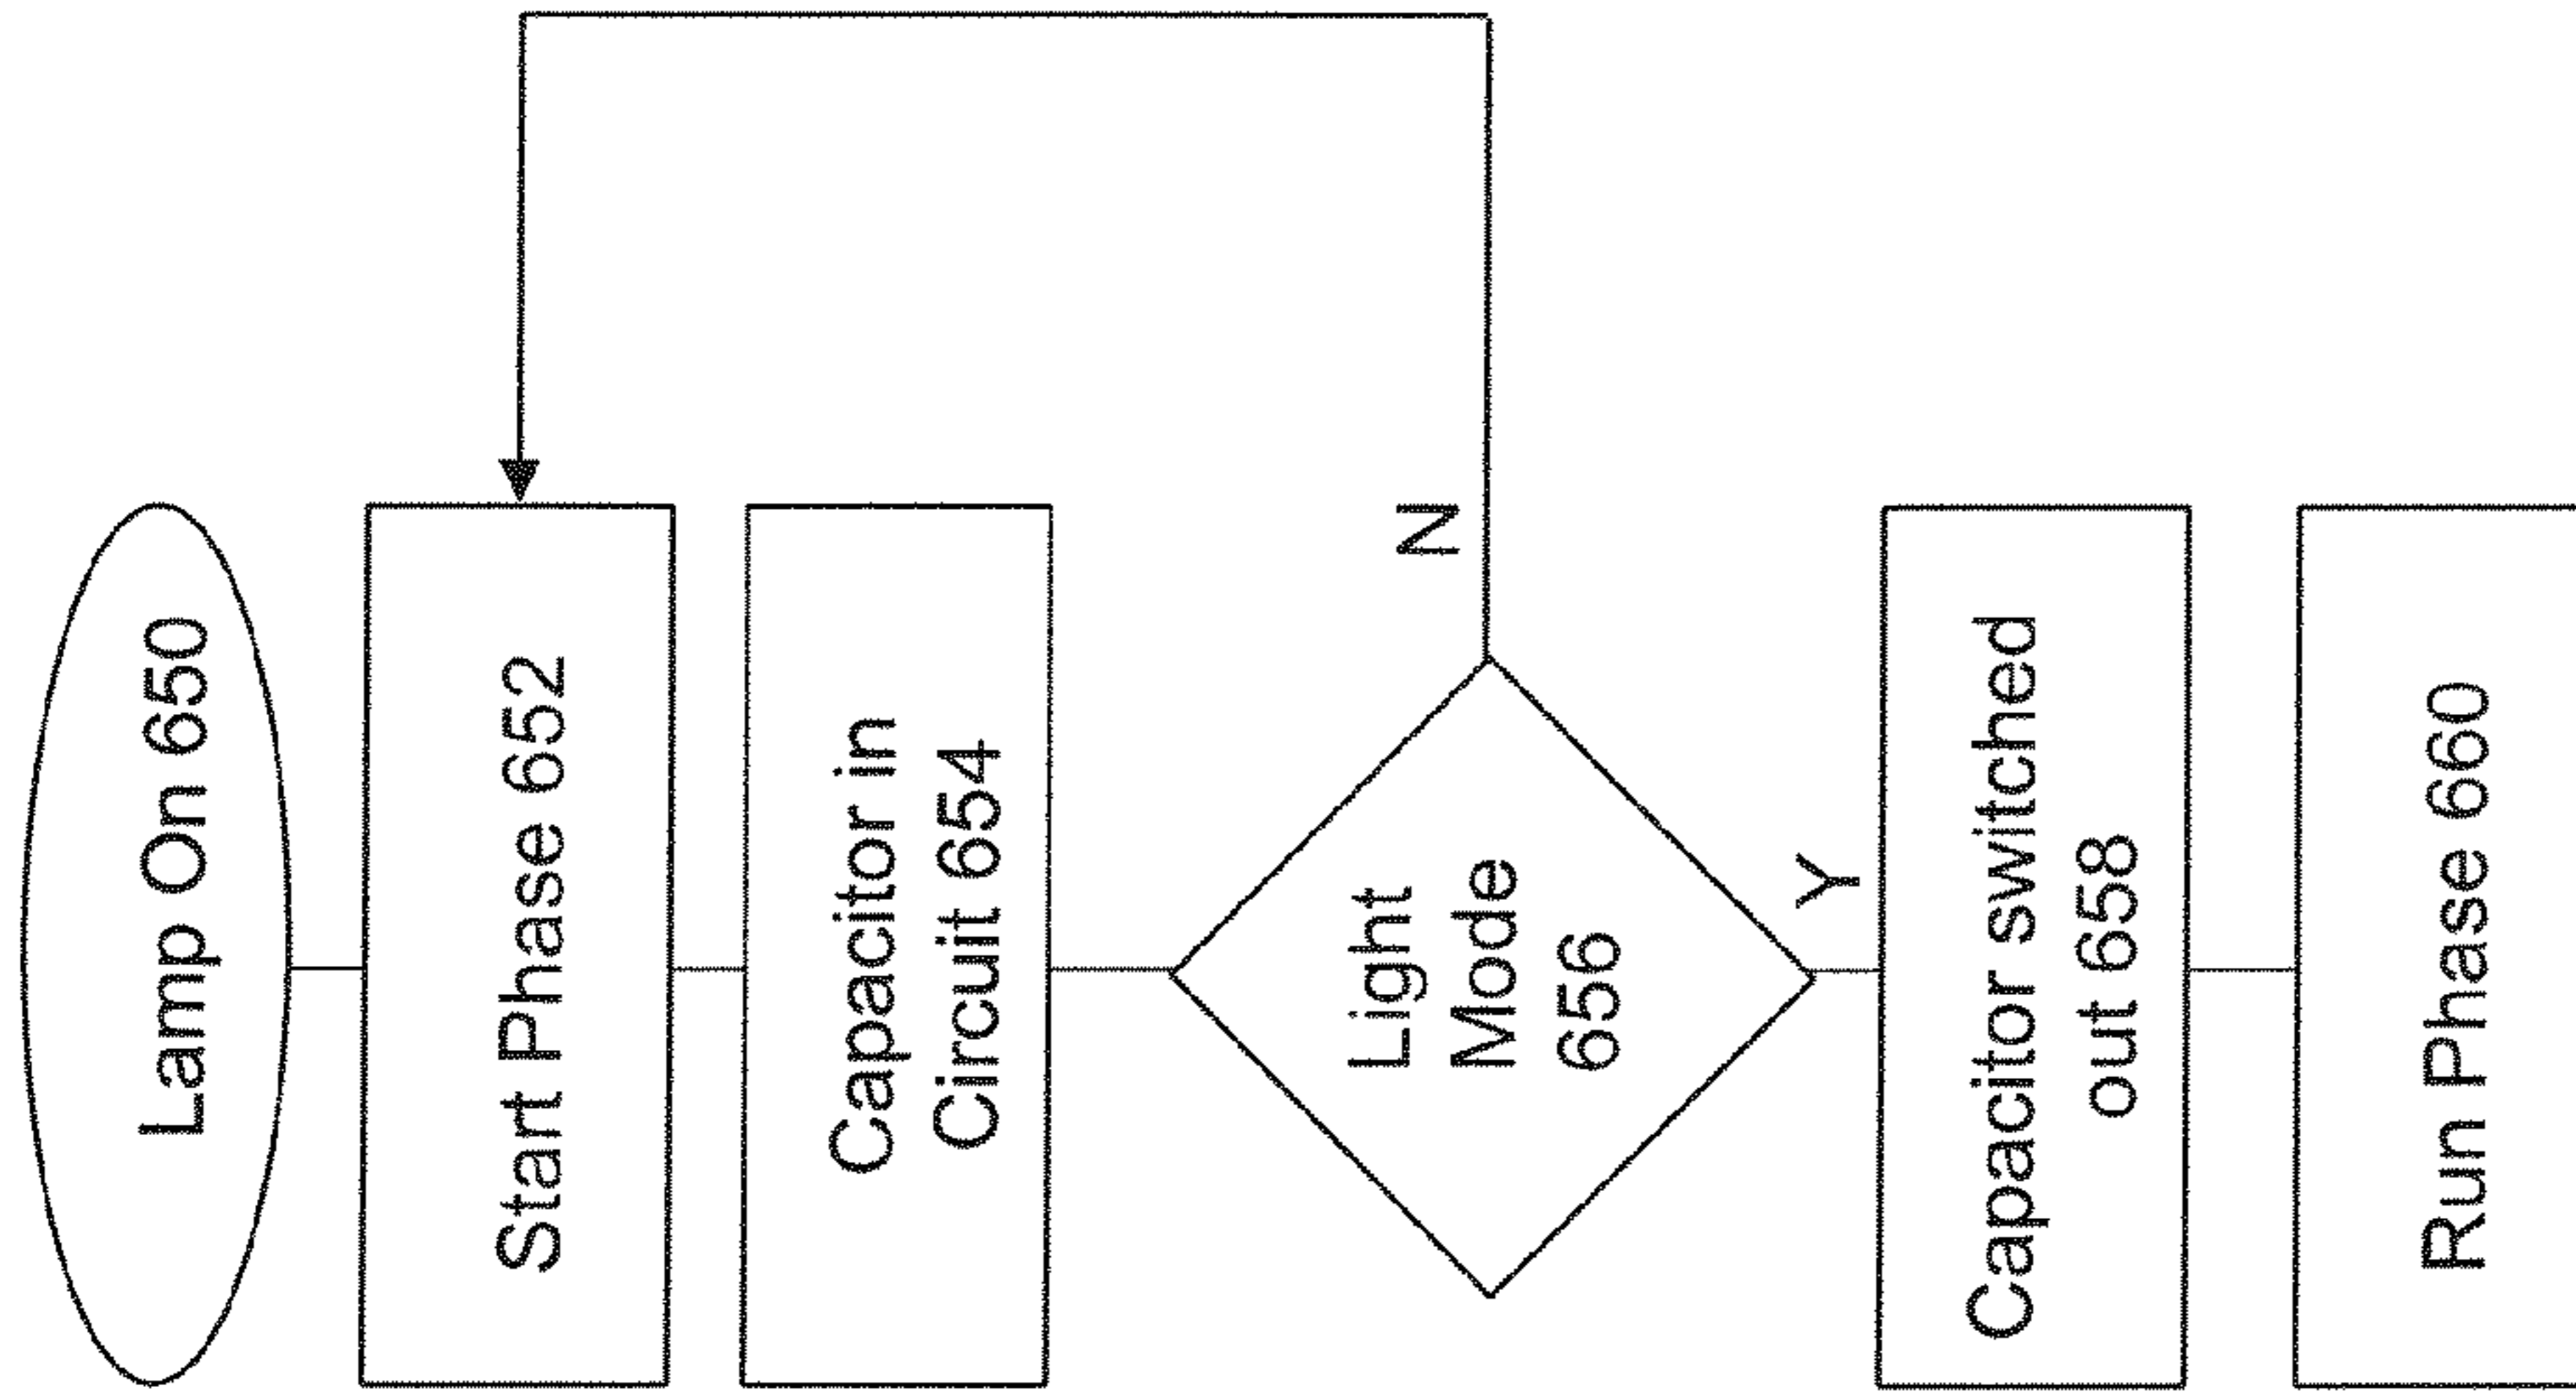 Lamp On 650
Start Phase 652
Capacitor in
Circuit 654
Light
Mode
656
N
Y
Capacitor switched
out 658
Run Phase 660